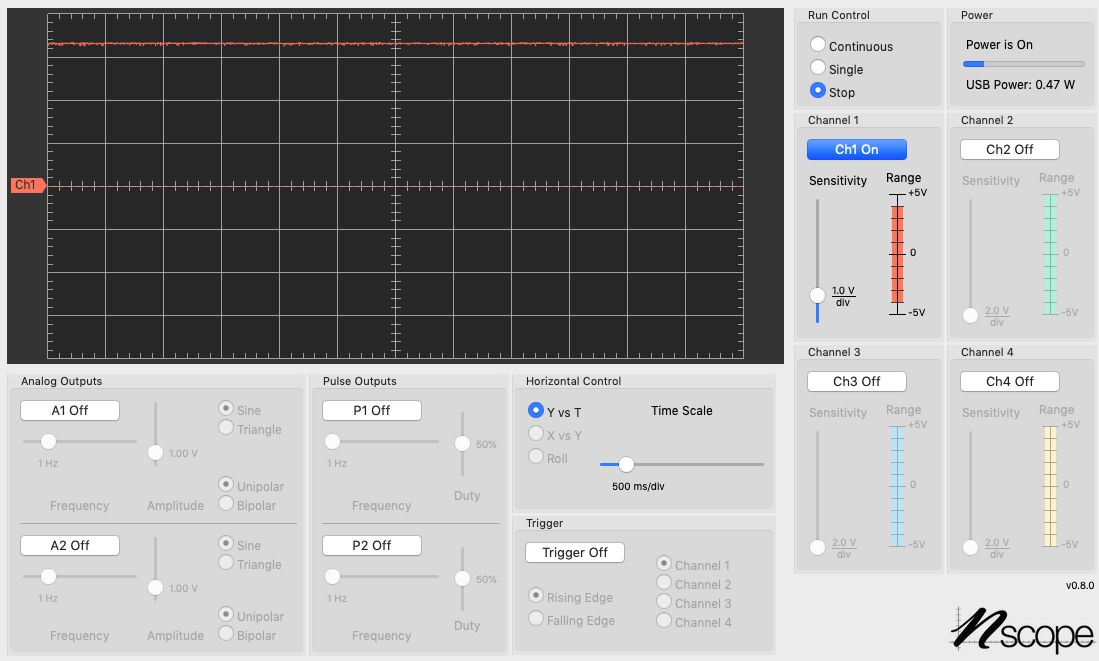 Ch1
Run Control
Continuous
Single
Stop
Power
Power is On
USB Power: 0.47 W
Channel 1
Ch1 On
Sensitivity
Range
+5V
0
-5V
1.0 V
div
Channel 2
Ch2 Off
Sensitivity
Range
+5V
0
-5V
2.0 V
div
Channel 3
Ch3 Off
Sensitivity
Range
+5V
0
-5V
2.0 V
div
Channel 4
Ch4 Off
Sensitivity
Range
+5V
0
-5V
2.0 V
div
Analog Outputs
A1 Off
Sine
Triangle
1 Hz
1.00 V
Unipolar
Bipolar
Frequency
Amplitude
A2 Off
Sine
Triangle
1 Hz
1.00 V
Unipolar
Bipolar
Frequency
Amplitude
Pulse Outputs
P1 Off
1 Hz
50%
Frequency
Duty
P2 Off
1 Hz
50%
Frequency
Duty
Horizontal Control
Y vs T
X vs Y
Roll
Time Scale
500 ms/div
Trigger
Trigger Off
Rising Edge
Falling Edge
Channel 1
Channel 2
Channel 3
Channel 4
v0.8.0
nscope